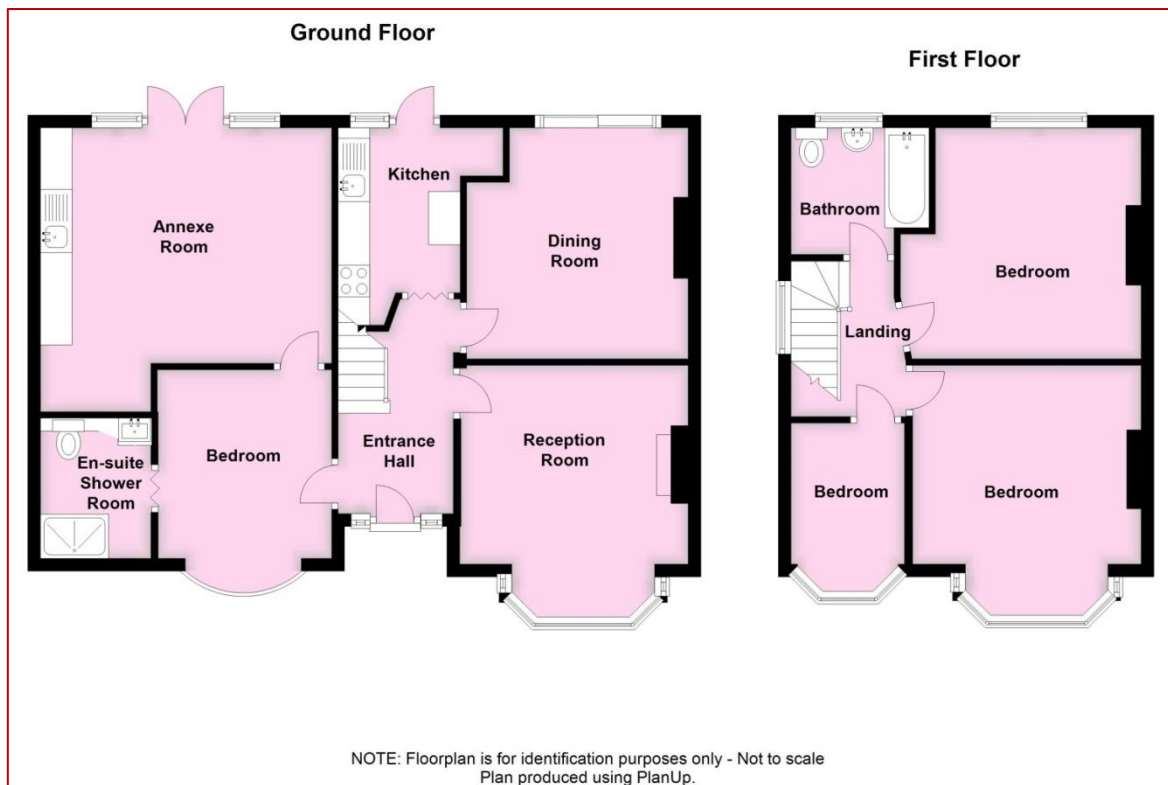 Ground Floor
First Floor
Annexe
Room
Kitchen
Dining
Room
En-suite
Shower
Room
Bedroom
Entrance
Hall
Reception
Room
Bathroom
Bedroom
Landing
Bedroom
Bedroom
NOTE: Floorplan is for identification purposes only - Not to scale
Plan produced using PlanUp.